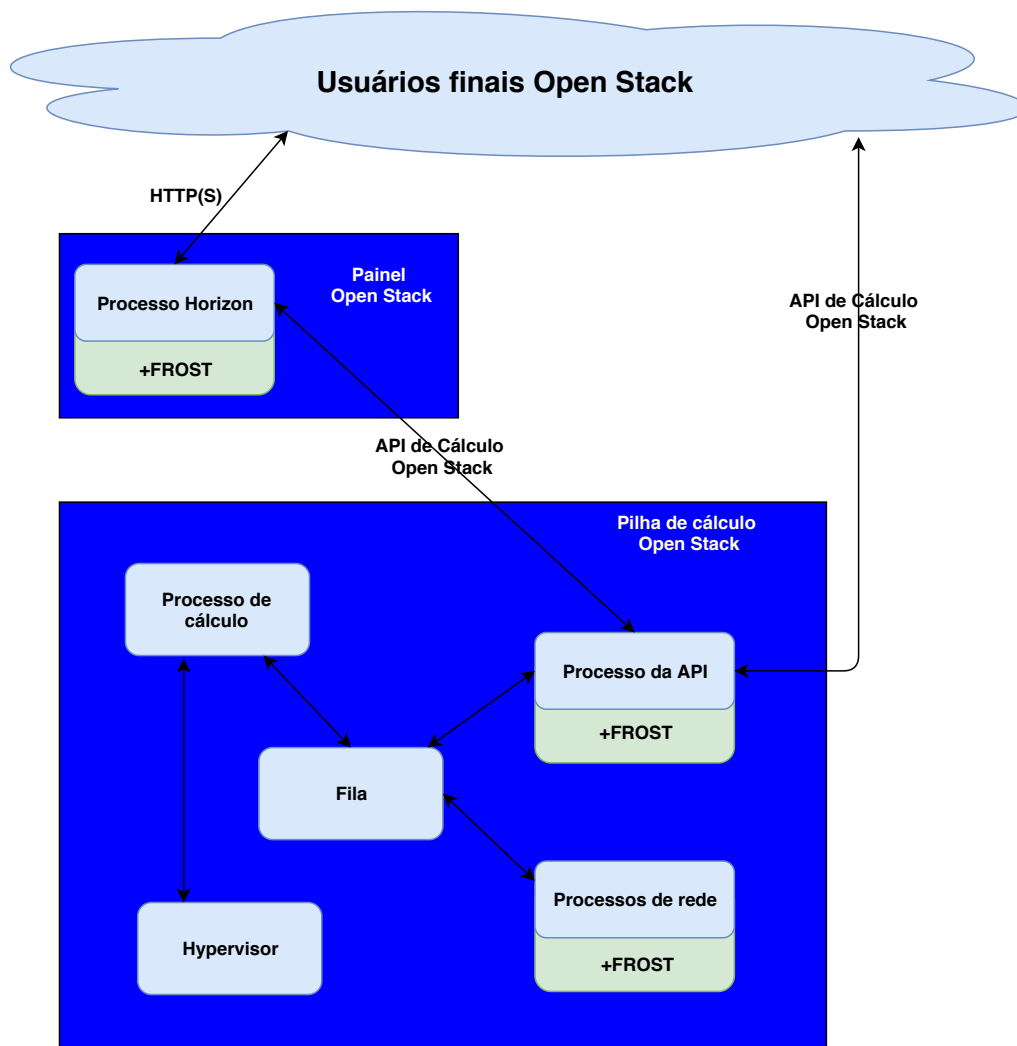 Usuários finais Open Stack
HTTP(S)
Painel
Open Stack
Processo Horizon
+FROST
API de Cálculo
Open Stack
API de Cálculo
Open Stack
Pilha de cálculo
Open Stack
Processo de
cálculo
Processo da API
+FROST
Fila
Processos de rede
+FROST
Hypervisor